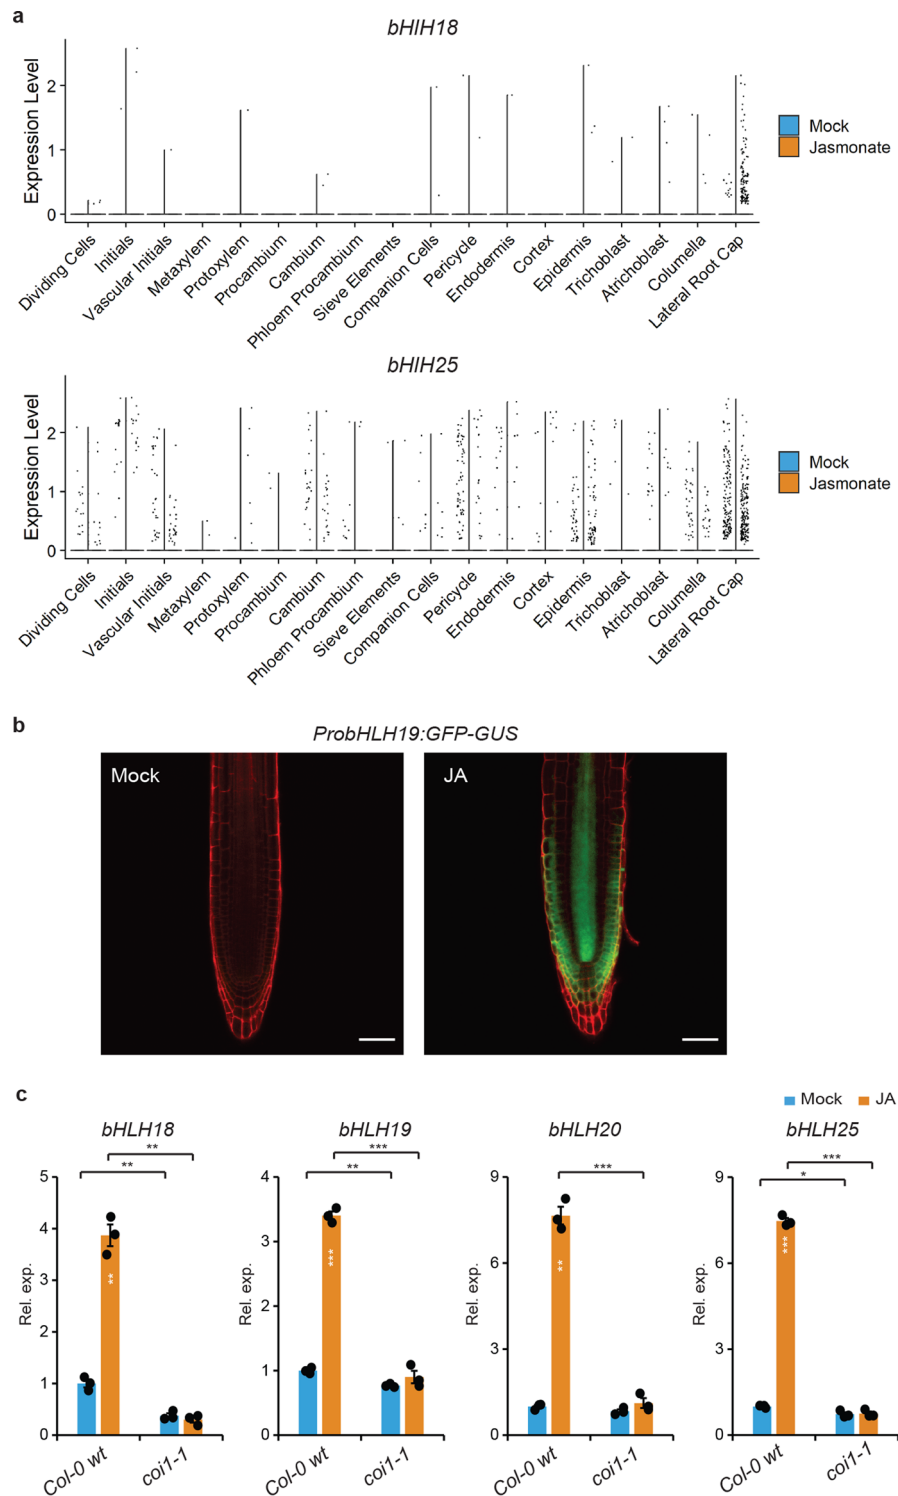 a
bHlH18
Expression Level
2
1
0
Mock
Jasmonate
Dividing Cells
Initials
Vascular Initials
Metaxylem
Protoxylem
Procambium
Cambium
Phloem Procambium
Sieve Elements
Companion Cells
Pericycle
Endodermis
Cortex
Epidermis
Trichoblast
Atrichoblast
Columella
Lateral Root Cap
bHlH25
Expression Level
2
1
0
Mock
Jasmonate
Dividing Cells
Initials
Vascular Initials
Metaxylem
Protoxylem
Procambium
Cambium
Phloem Procambium
Sieve Elements
Companion Cells
Pericycle
Endodermis
Cortex
Epidermis
Trichoblast
Atrichoblast
Columella
Lateral Root Cap
b
ProbHLH19:GFP-GUS
Mock
JA
c
Mock JA
bHLH18
**
**
Rel. exp.
5
4
3
2
1
0
**
Col-0 wt
coi1-1
bHLH19
***
**
Rel. exp.
4
3
2
1
0
***
Col-0 wt
coi1-1
bHLH20
***
Rel. exp.
9
6
3
0
**
Col-0 wt
coi1-1
bHLH25
***
*
Rel. exp.
9
6
3
0
***
Col-0 wt
coi1-1